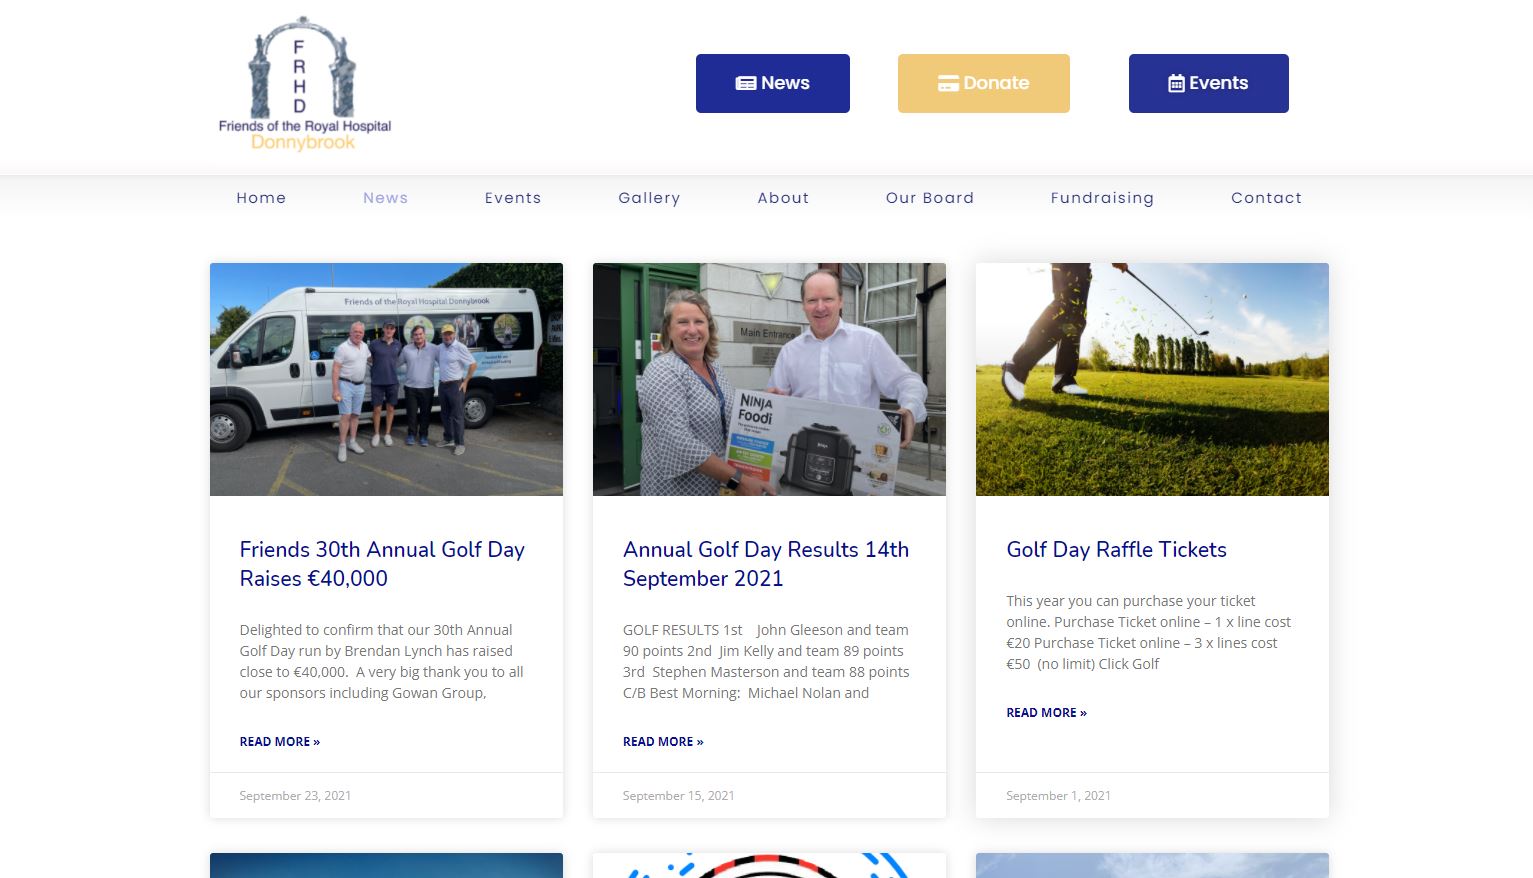 F
R
H
D
Friends of the Royal Hospital
Donnybrook
News
Donate
Events
Home
News
Events
Gallery
About
Our Board
Fundraising
Contact
Friends of the Royal Hospital Donnybrook
Main Entrance
NINJA
Foodi
Friends 30th Annual Golf Day
Raises €40,000
Delighted to confirm that our 30th Annual
Golf Day run by Brendan Lynch has raised
close to €40,000.  A very big thank you to all
our sponsors including Gowan Group,
READ MORE »
September 23, 2021
Annual Golf Day Results 14th
September 2021
GOLF RESULTS 1st    John Gleeson and team
90 points 2nd  Jim Kelly and team 89 points
3rd  Stephen Masterson and team 88 points
C/B Best Morning:  Michael Nolan and
READ MORE »
September 15, 2021
Golf Day Raffle Tickets
This year you can purchase your ticket
online. Purchase Ticket online – 1 x line cost
€20 Purchase Ticket online – 3 x lines cost
€50  (no limit) Click Golf
READ MORE »
September 1, 2021